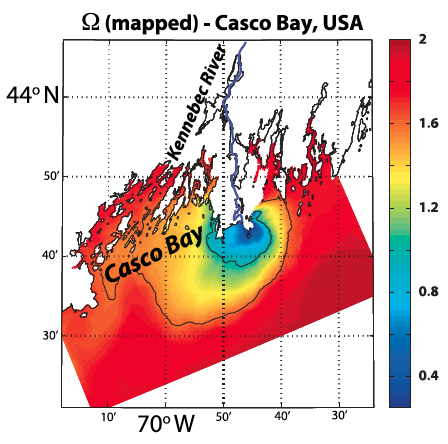 Ω (mapped) - Casco Bay, USA
Kennebec River
Casco Bay
44° N
50'
40'
30'
10'
70° W
50'
40'
30'
2
1.6
1.2
0.8
0.4